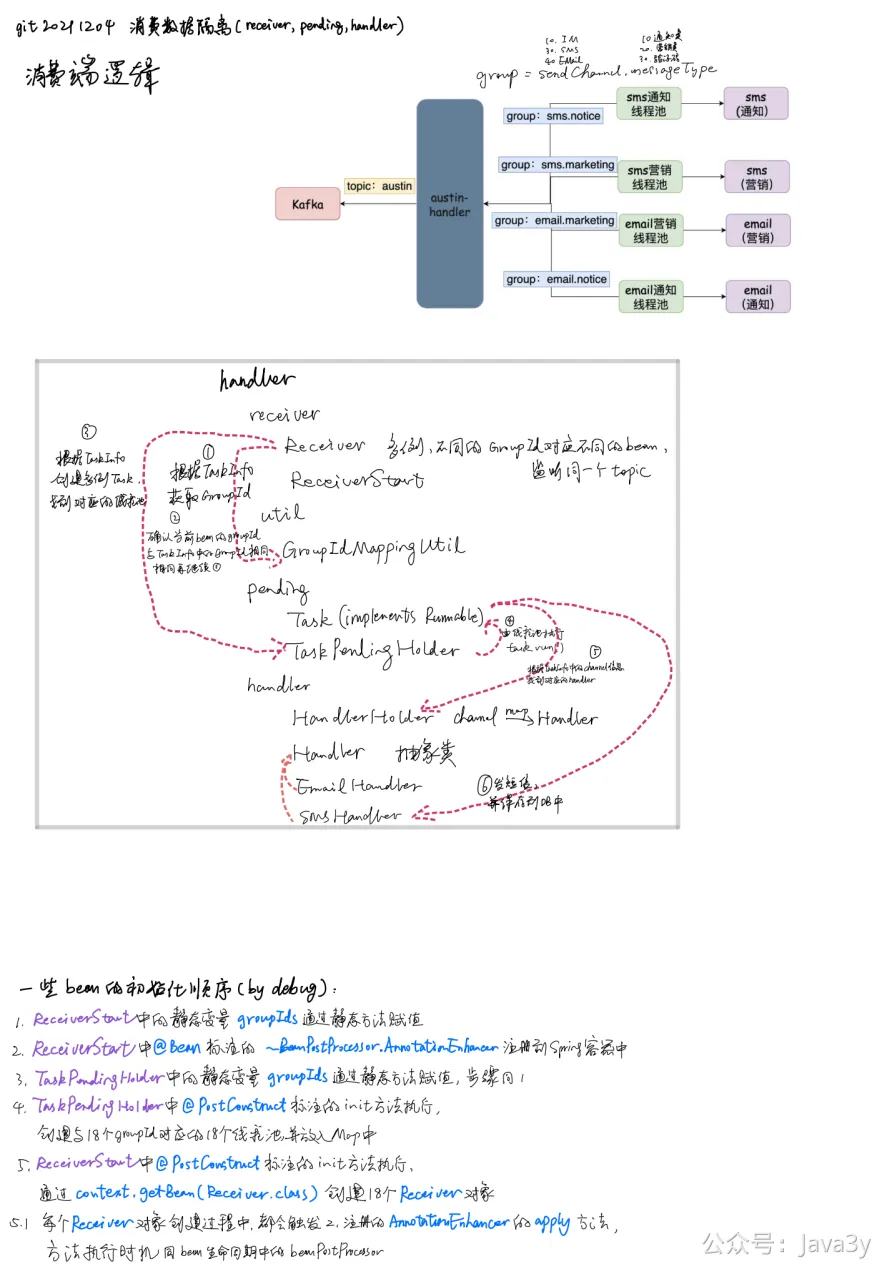 git 20211204 消费数据隔离(receiver, pending, handler)
消费端逻辑
10. IM
30. SMS
40 EMail
10 通知类
20. 营销类
30.
group = sendChannel.messageType
Kafka
topic：austin
austin-
handler
group：sms.notice
sms通知
线程池
sms
(通知)
group：sms.marketing
sms营销
线程池
sms
(营销)
group：email.marketing
email营销
线程池
email
(营销)
group：email.notice
email通知
线程池
email
(通知)
handler
receiver
Receiver 多例，不同的 GroupId 对应不同的bean，
监听同一个 topic
ReceiverStart
util
GroupIdMappingUtil
pending
Task (implements Runnable)
TaskPendingHolder
handler
HandlerHolder channel map→ Handler
Handler 抽象类
EmailHandler
SmsHandler
③
根据TaskInfo
创建多例Task，
找到对应的线程池
①
根据TaskInfo
获取GroupId
②
确认当前bean的groupId
与TaskInfo中的GroupId相同
相同再继续
④
由线程池执行
task run()
⑤
根据TaskInfo中的channel信息
找到对应的handler
⑥发短信，
并保存到DB中
一些 bean 的初始化顺序(by debug)：
1. ReceiverStart中的静态变量 groupIds 通过静态方法赋值
2. ReceiverStart中@Bean 标注的 ~BeanPostProcessor.AnnotationEnhancer 注册到Spring容器中
3. TaskPendingHolder中的静态变量 groupIds 通过静态方法赋值，步骤同1
4. TaskPendingHolder中@PostConstruct 标注的init方法执行，
创建与18个groupId对应的18个线程池，并放入Map中
5. ReceiverStart中@PostConstruct 标注的init方法执行，
通过 context.getBean(Receiver.class) 创建18个Receiver 对象
5.1 每个Receiver 对象创建过程中，都会触发2. 注册的AnnotationEnhancer的apply 方法，
方法执行时机同bean生命周期中的beanPostProcessor
公众号：Java3y